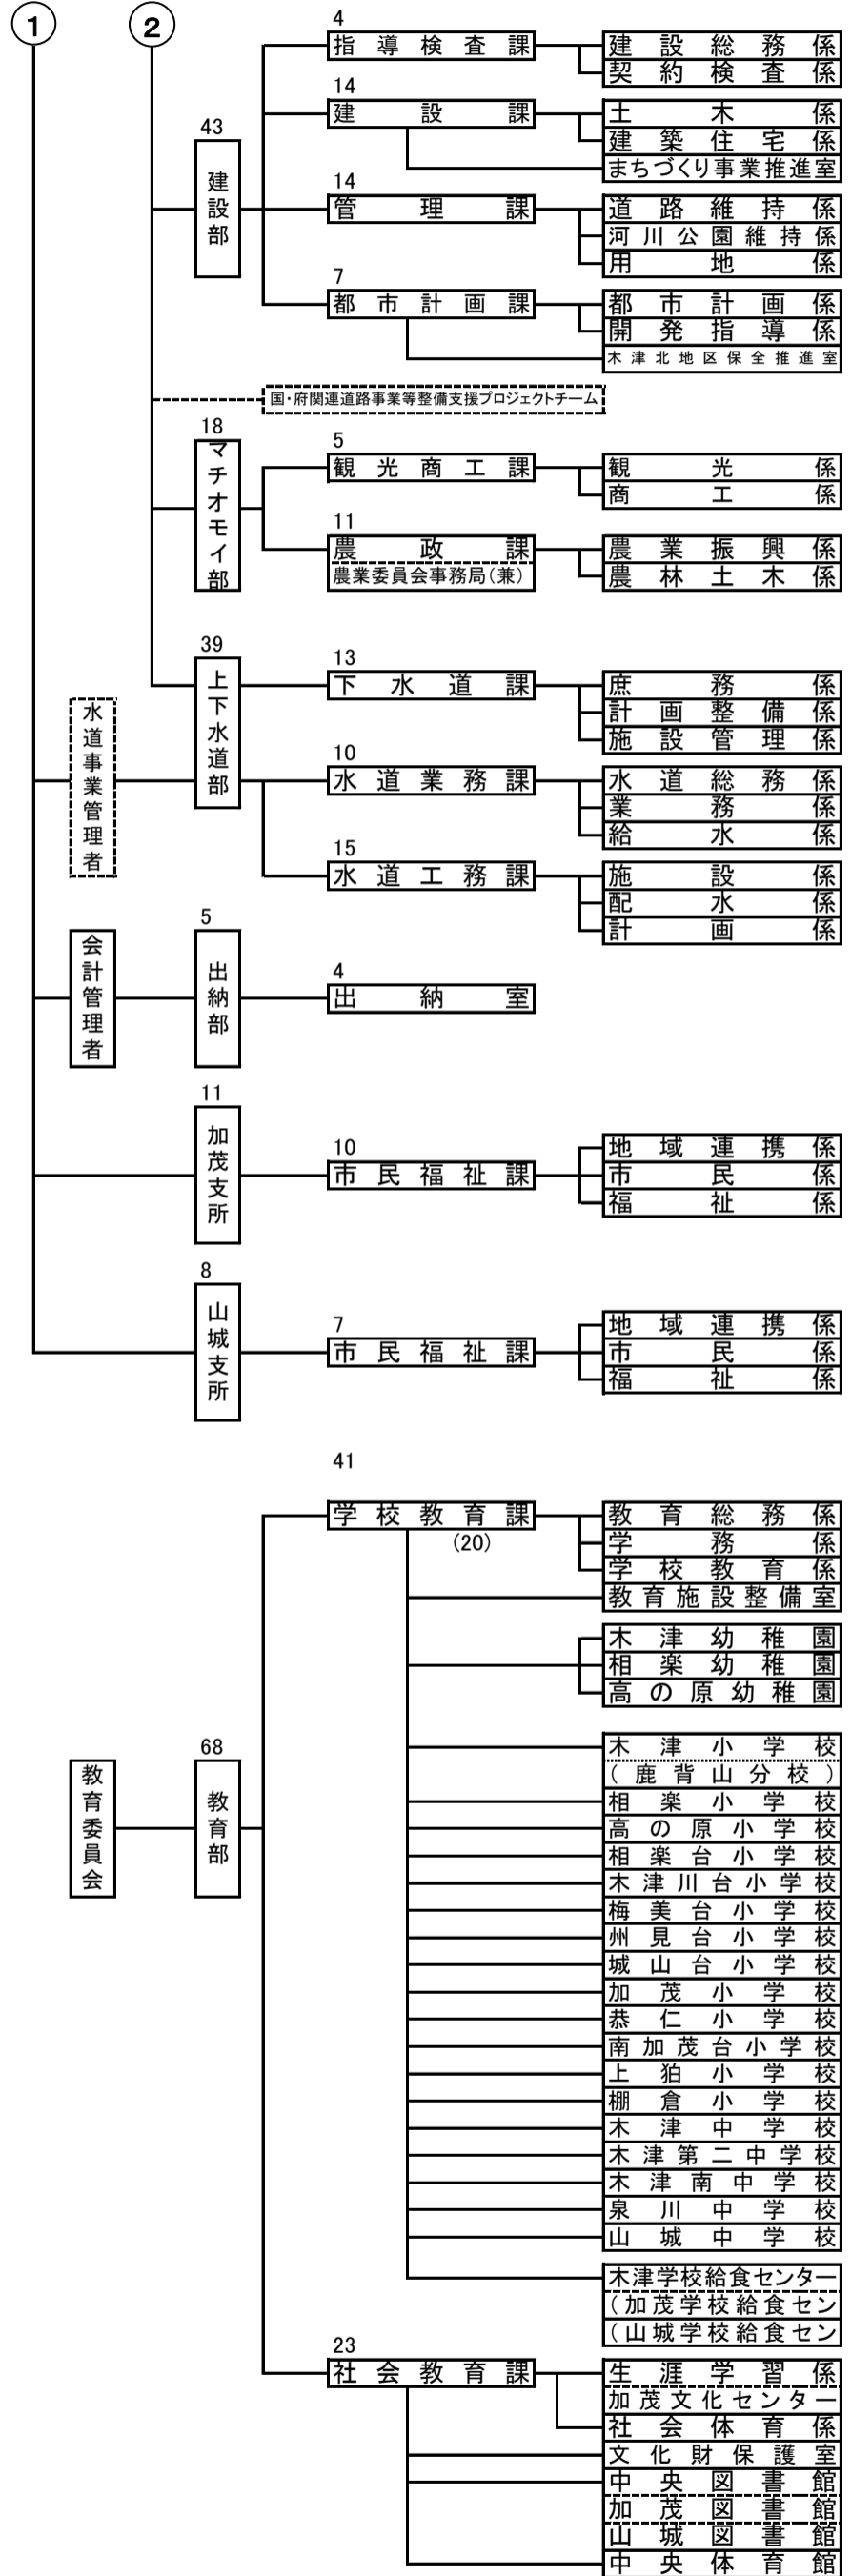 1
2
4
指導検査課
建設総務係
契約検査係
14
建設課
土木係
建築住宅係
まちづくり事業推進室
43
建設部
14
管理課
道路維持係
河川公園維持係
用地係
7
都市計画課
都市計画係
開発指導係
木津北地区保全推進室
国・府関連道路事業等整備支援プロジェクトチーム
18
マチオモイ部
5
観光商工課
観光係
商工係
11
農政課
農業委員会事務局(兼)
農業振興係
農林土木係
39
上下水道部
13
下水道課
庶務係
計画整備係
施設管理係
水道事業管理者
10
水道業務課
水道総務係
業務係
給水係
15
水道工務課
施設係
配水係
計画係
会計管理者
5
出納部
4
出納室
11
加茂支所
10
市民福祉課
地域連携係
市民係
福祉係
8
山城支所
7
市民福祉課
地域連携係
市民係
福祉係
41
学校教育課
(20)
教育総務係
学務係
学校教育係
教育施設整備室
木津幼稚園
相楽幼稚園
高の原幼稚園
教育委員会
68
教育部
木津小学校
(鹿背山分校)
相楽小学校
高の原小学校
相楽台小学校
木津川台小学校
梅美台小学校
州見台小学校
城山台小学校
加茂小学校
恭仁小学校
南加茂台小学校
上狛小学校
棚倉小学校
木津中学校
木津第二中学校
木津南中学校
泉川中学校
山城中学校
木津学校給食センター
(加茂学校給食セン
(山城学校給食セン
23
社会教育課
生涯学習係
加茂文化センター
社会体育係
文化財保護室
中央図書館
加茂図書館
山城図書館
中央体育館